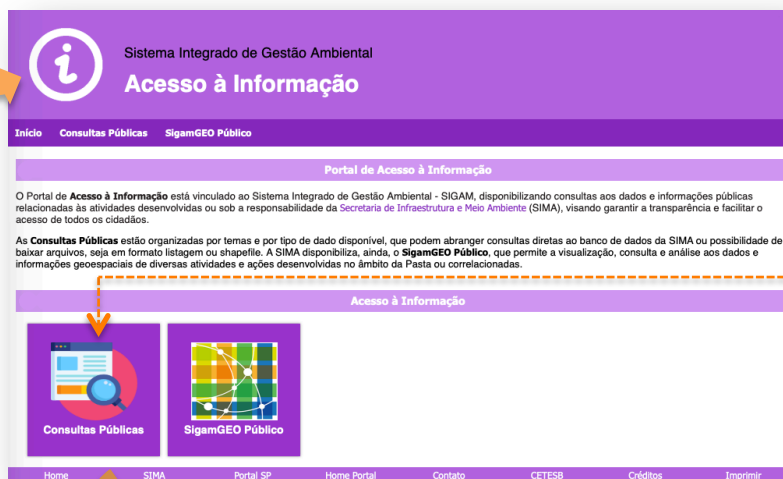 Sistema Integrado de Gestão Ambiental
Acesso à Informação
Início Consultas Públicas SigamGEO Público
Portal de Acesso à Informação
O Portal de Acesso à Informação está vinculado ao Sistema Integrado de Gestão Ambiental - SIGAM, disponibilizando consultas aos dados e informações públicas
relacionadas às atividades desenvolvidas ou sob a responsabilidade da Secretaria de Infraestrutura e Meio Ambiente (SIMA), visando garantir a transparência e facilitar o
acesso de todos os cidadãos.
As Consultas Públicas estão organizadas por temas e por tipo de dado disponível, que podem abranger consultas diretas ao banco de dados da SIMA ou possibilidade de
baixar arquivos, seja em formato listagem ou shapefile. A SIMA disponibiliza, ainda, o SigamGEO Público, que permite a visualização, consulta e análise aos dados e
informações geoespaciais de diversas atividades e ações desenvolvidas no âmbito da Pasta ou correlacionadas.
Acesso à Informação
Consultas Públicas SigamGEO Público
Home SIMA Portal SP Home Portal Contato CETESB Créditos Imprimir